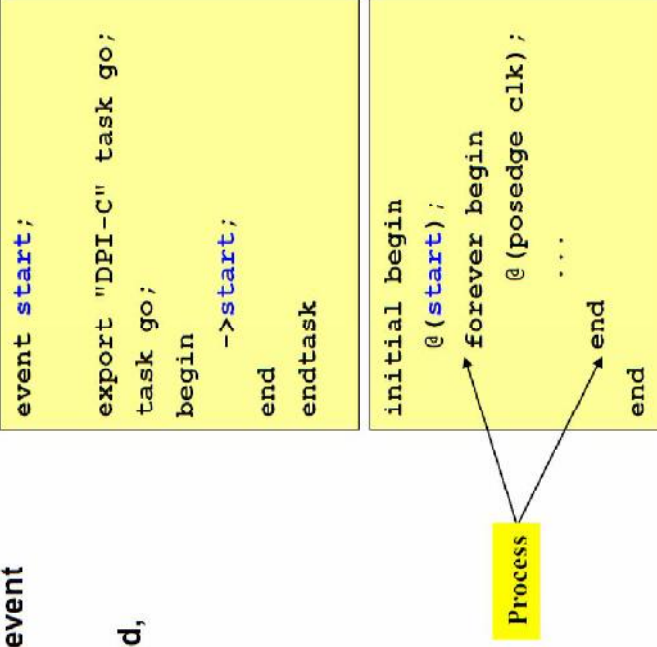 event
d,
event start;
export "DPI-C" task go;
task go;
begin
->start;
end
endtask
initial begin
@(start);
forever begin
@(posedge clk);
...
end
end
Process